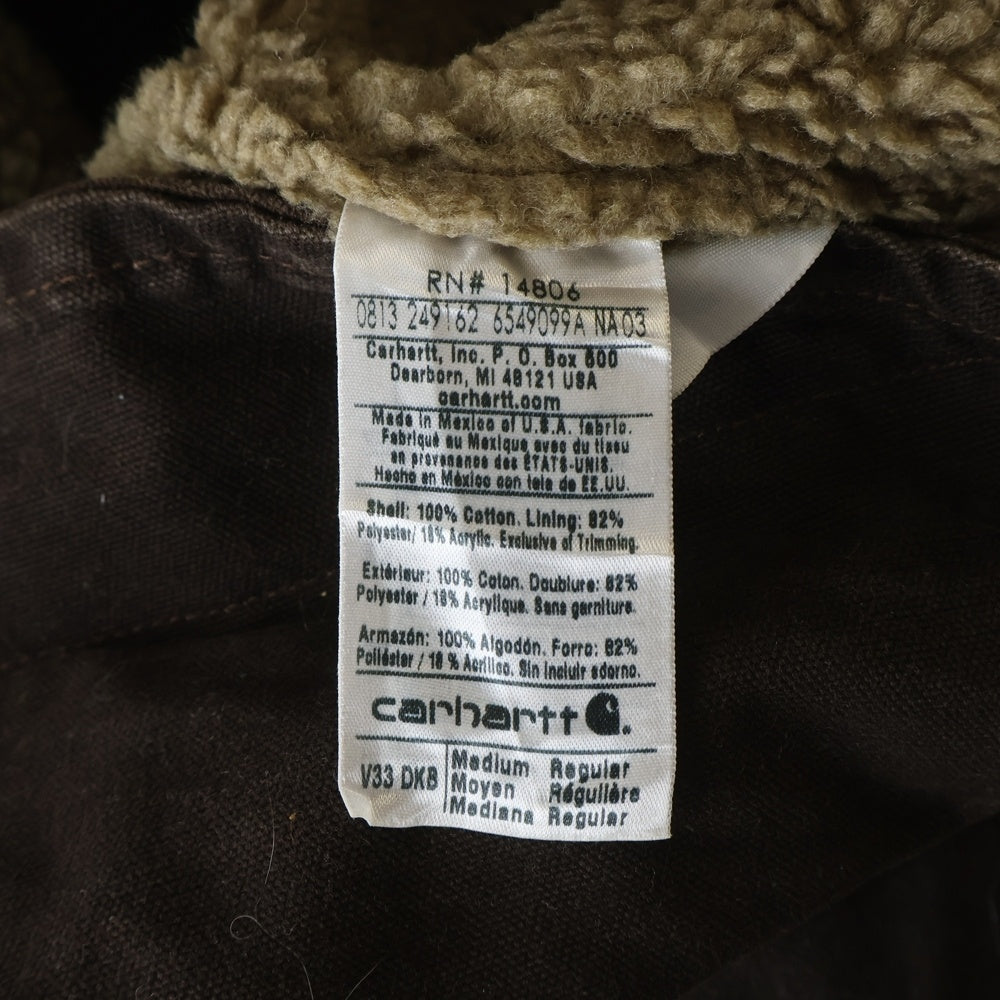 RN# 14806
0813 249162 6549099A NA03
Carhartt, Inc. P. O. Box 600
Dearborn, MI 48121 USA
carhartt.com
Made in Mexico of U.S.A. fabric.
Fabriqué au Mexique avec du tissu
en provenance des ÉTATS-UNIS.
Hecho en México con tela de EE.UU.
Shell: 100% Cotton. Lining: 82%
Polyester/ 18% Acrylic. Exclusive of Trimming.
Extérieur: 100% Coton. Doublure: 82%
Polyester / 18% Acrylique. Sans garniture.
Armazón: 100% Algodón. Forro: 82%
Poliéster / 18 % Acrílico. Sin incluir adorno.
carhartt
V33 DKB
Medium Regular
Moyen Régulière
Mediana Regular